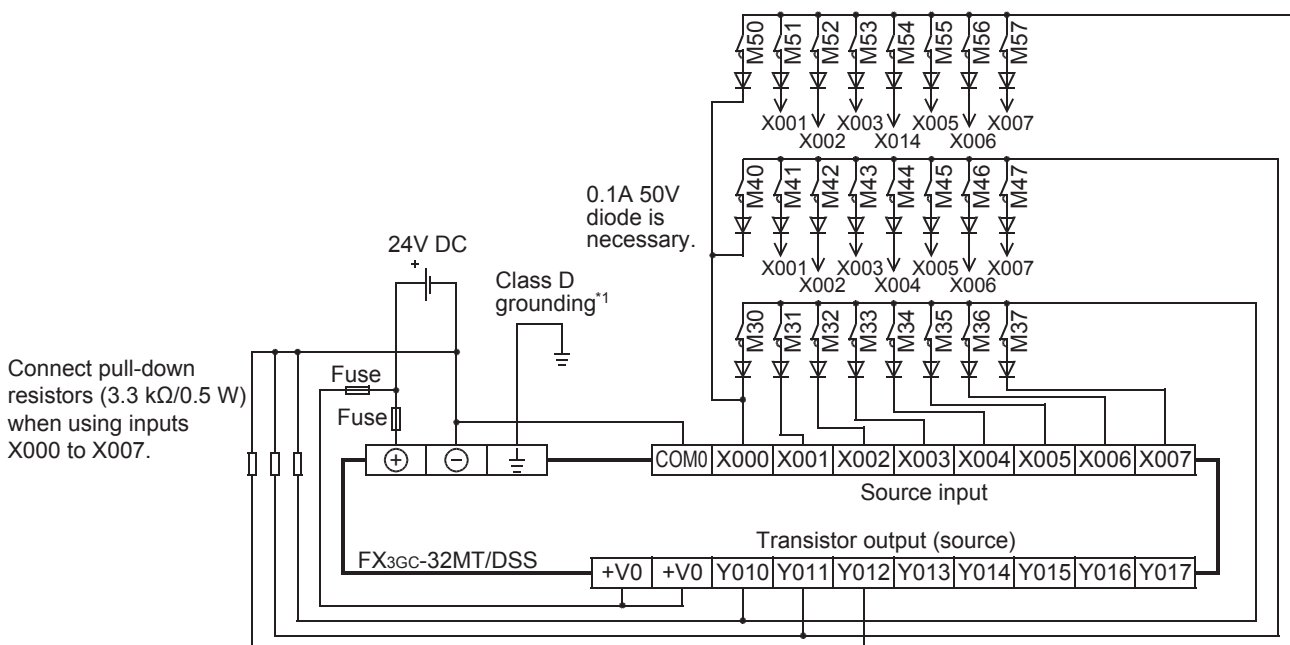 M50 M51 M52 M53 M54 M55 M56 M57
X001 X003 X005 X007
X002 X014 X006
M40 M41 M42 M43 M44 M45 M46 M47
0.1A 50V
diode is
necessary.
X001 X003 X005 X007
X002 X004 X006
24V DC
+
Class D
grounding*1
M30 M31 M32 M33 M34 M35 M36 M37
Connect pull-down
resistors (3.3 kΩ/0.5 W)
when using inputs
X000 to X007.
Fuse
Fuse
+ −
COM0 X000 X001 X002 X003 X004 X005 X006 X007
Source input
Transistor output (source)
FX3GC-32MT/DSS
+V0 +V0 Y010 Y011 Y012 Y013 Y014 Y015 Y016 Y017